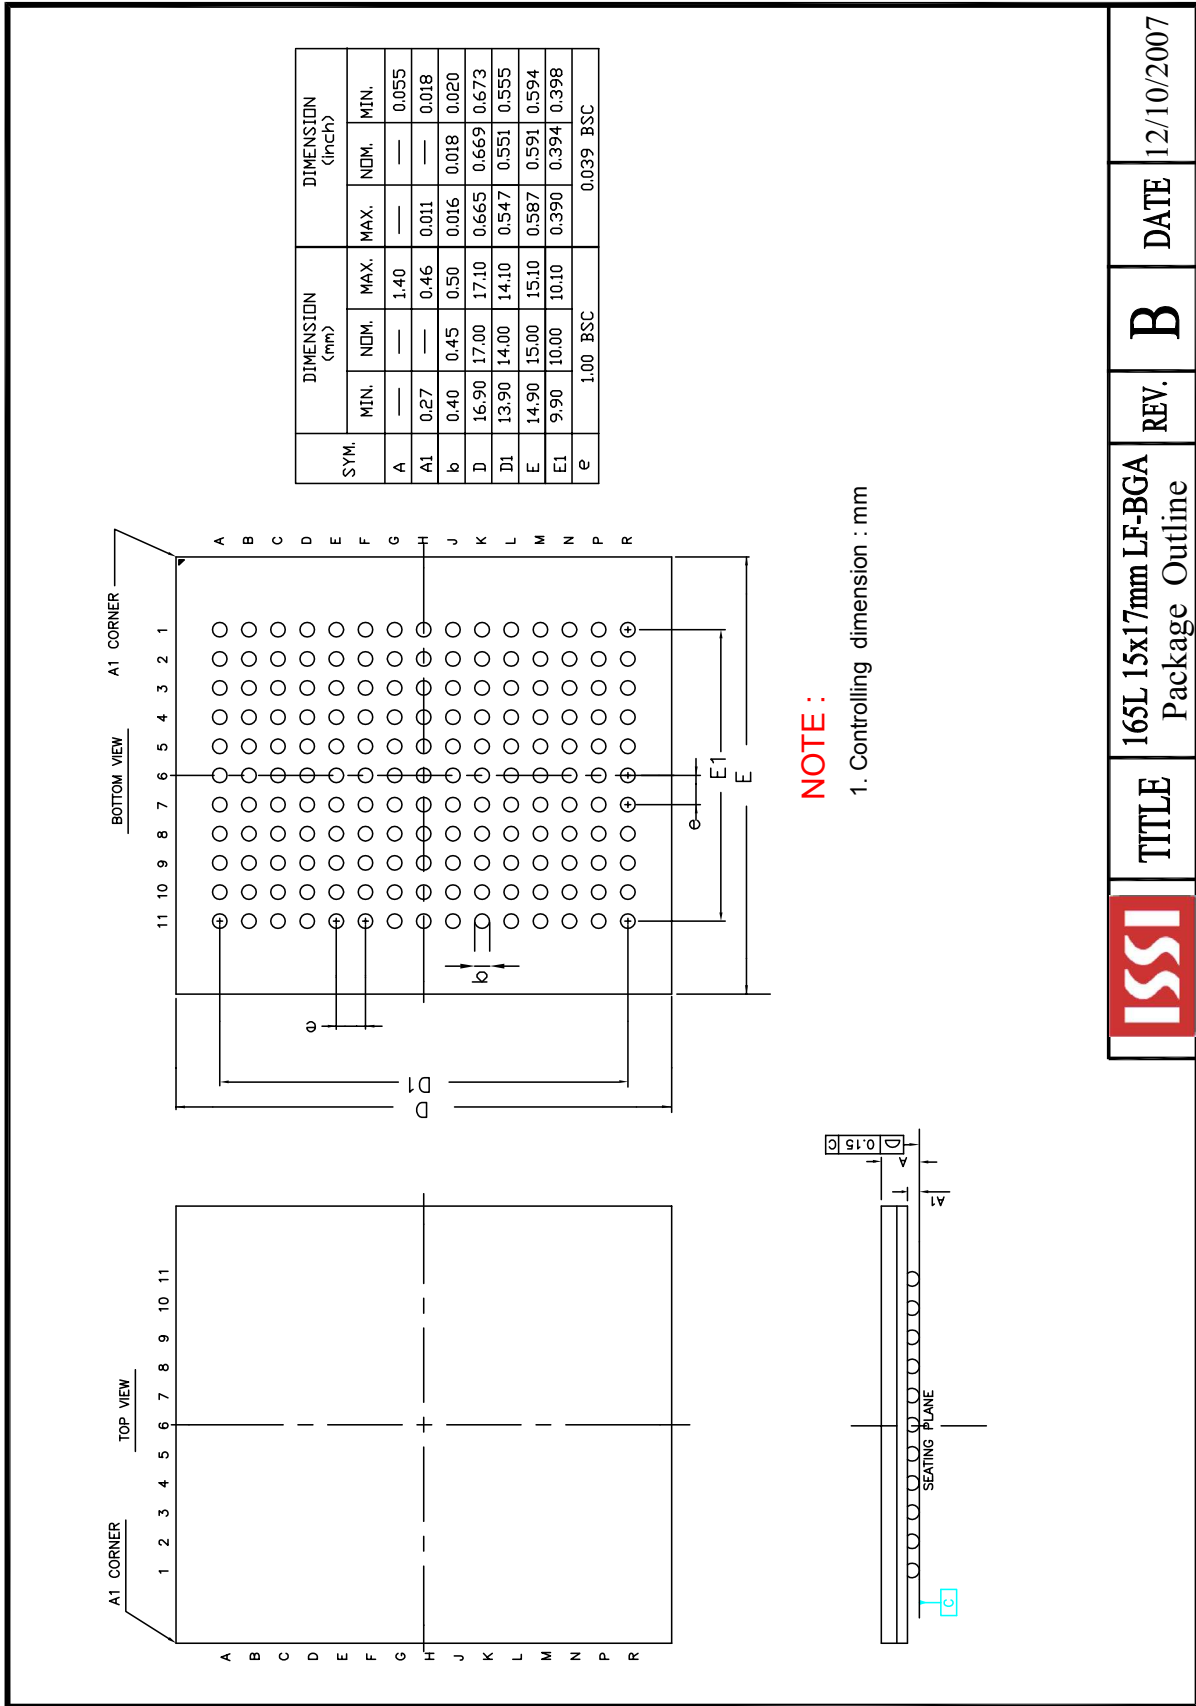 A1 CORNER
TOP VIEW
1 2 3 4 5 6 7 8 9 10 11
A
B
C
D
E
F
G
H
J
K
L
M
N
P
R
BOTTOM VIEW
A1 CORNER
11 10 9 8 7 6 5 4 3 2 1
A
B
C
D
E
F
G
H
J
K
L
M
N
P
R
e
D1
D
b
e
E1
E
SYM. DIMENSION (mm) DIMENSION (inch)
MIN. NOM. MAX. MAX. NOM. MIN.
A — — 1.40 — — 0.055
A1 0.27 — 0.46 0.011 — 0.018
b 0.40 0.45 0.50 0.016 0.018 0.020
D 16.90 17.00 17.10 0.665 0.669 0.673
D1 13.90 14.00 14.10 0.547 0.551 0.555
E 14.90 15.00 15.10 0.587 0.591 0.594
E1 9.90 10.00 10.10 0.390 0.394 0.398
e 1.00 BSC 0.039 BSC
C
SEATING PLANE
A1
A
D 0.15 C
NOTE :
1. Controlling dimension : mm
ISSI
TITLE
165L 15x17mm LF-BGA
Package Outline
REV.
B
DATE
12/10/2007